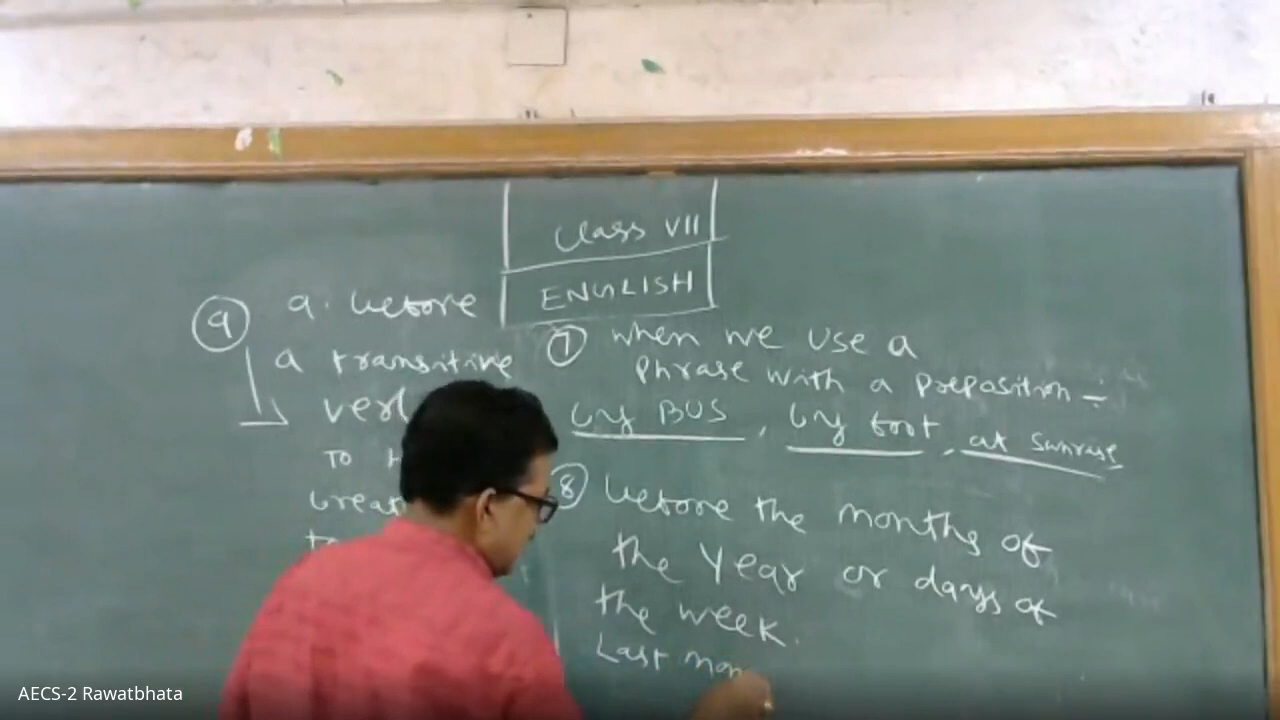 Class VII
ENGLISH
9 a. before
a transitive
verb
TO
break
7 when we use a
phrase with a preposition -
by BUS, by foot, at sunrise
8 before the months of
the year or days of
the week.
Last mon
AECS-2 Rawatbhata